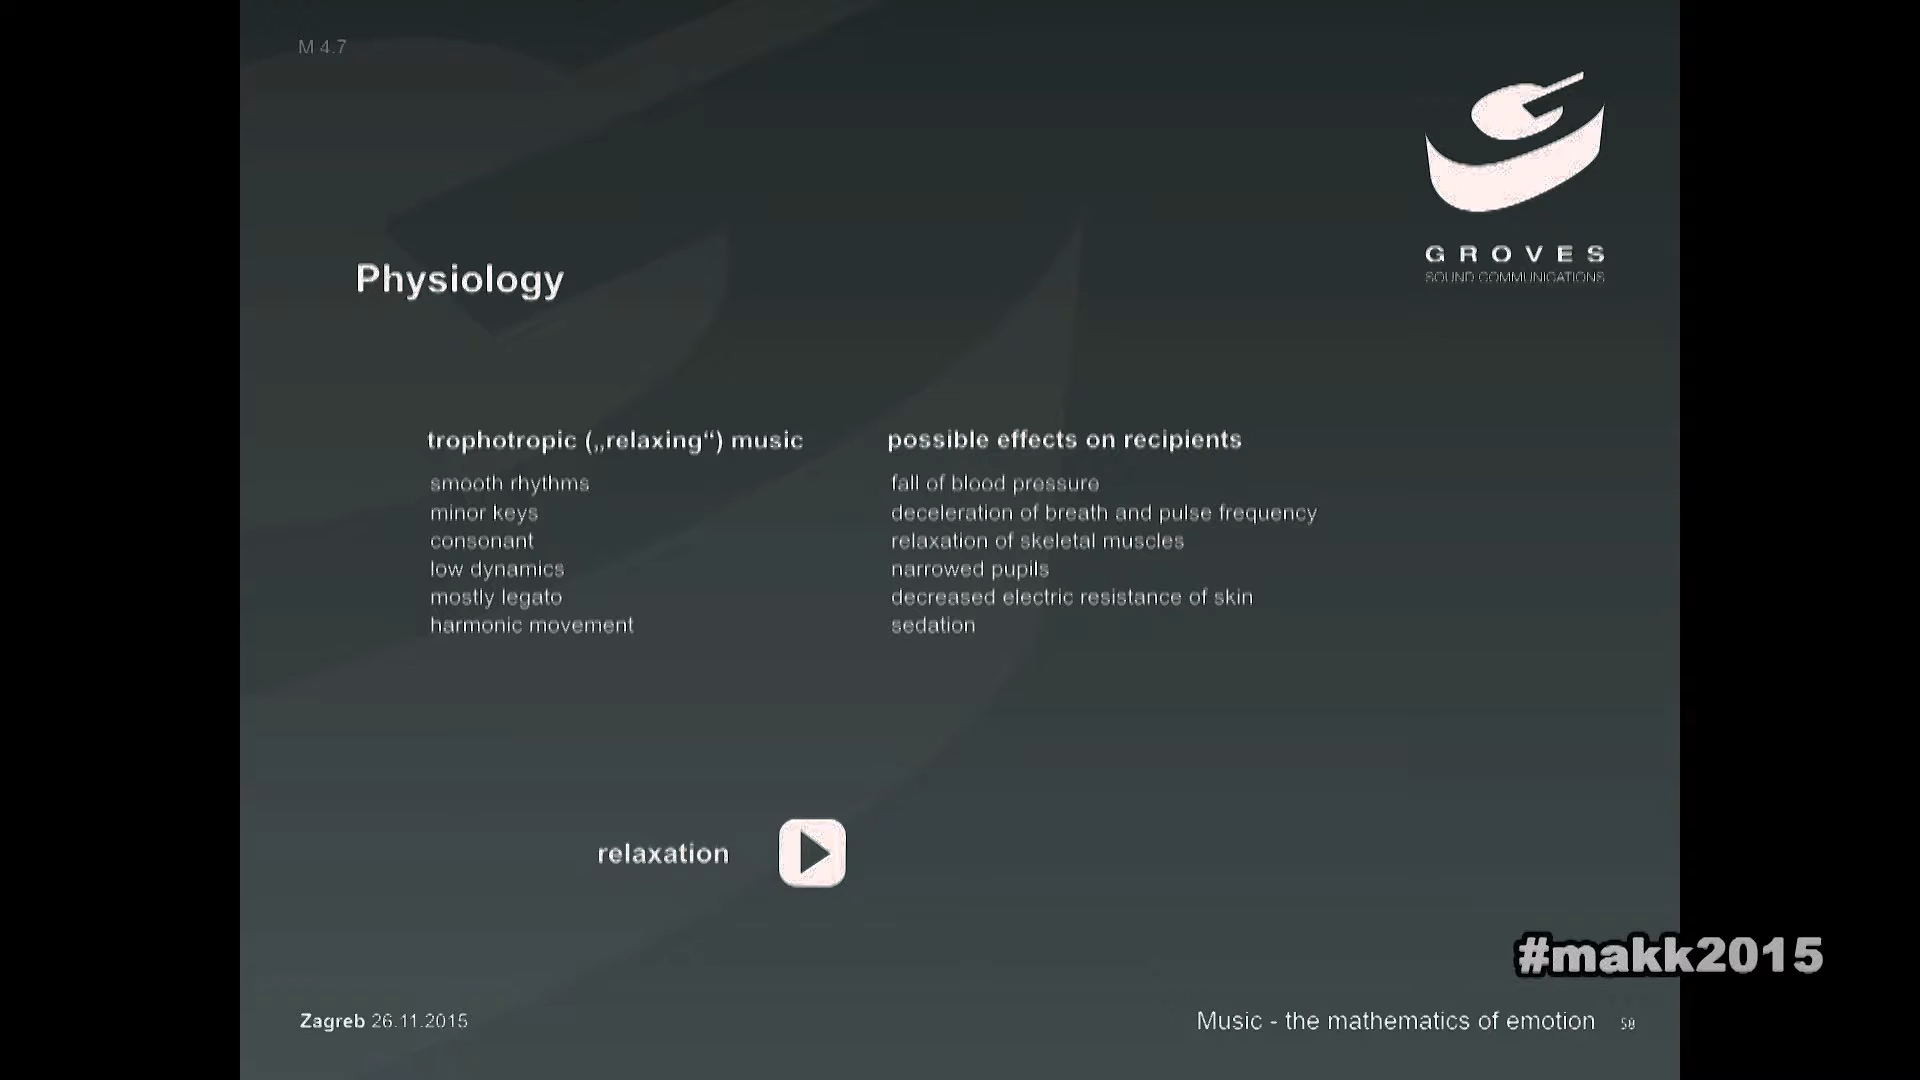 M 4.7
GROVES
SOUND COMMUNICATIONS
Physiology
trophotropic („relaxing“) music
smooth rhythms
minor keys
consonant
low dynamics
mostly legato
harmonic movement
possible effects on recipients
fall of blood pressure
deceleration of breath and pulse frequency
relaxation of skeletal muscles
narrowed pupils
decreased electric resistance of skin
sedation
relaxation
#makk2015
Zagreb 26.11.2015
Music - the mathematics of emotion